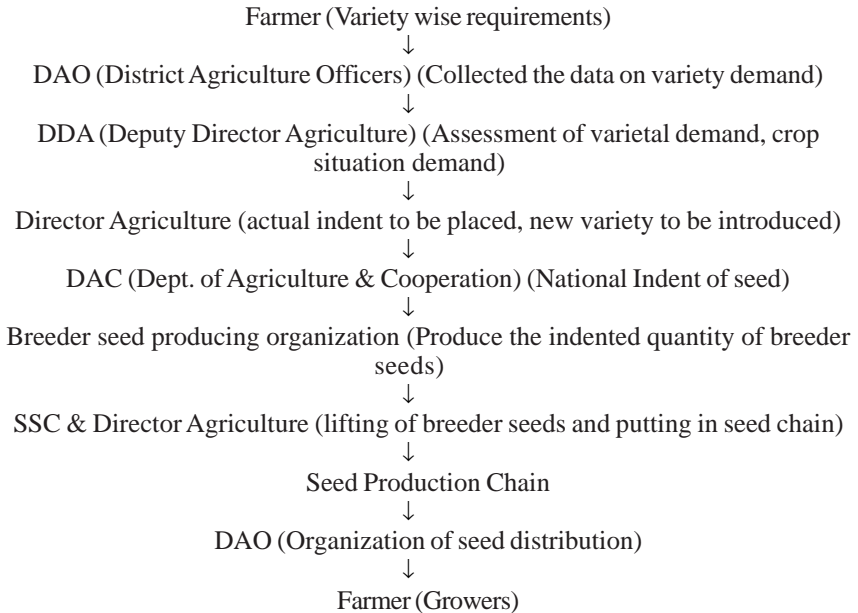 Farmer (Variety wise requirements)
↓
DAO (District Agriculture Officers) (Collected the data on variety demand)
↓
DDA (Deputy Director Agriculture) (Assessment of varietal demand, crop
situation demand)
↓
Director Agriculture (actual indent to be placed, new variety to be introduced)
↓
DAC (Dept. of Agriculture & Cooperation) (National Indent of seed)
↓
Breeder seed producing organization (Produce the indented quantity of breeder
seeds)
↓
SSC & Director Agriculture (lifting of breeder seeds and putting in seed chain)
↓
Seed Production Chain
↓
DAO (Organization of seed distribution)
↓
Farmer (Growers)